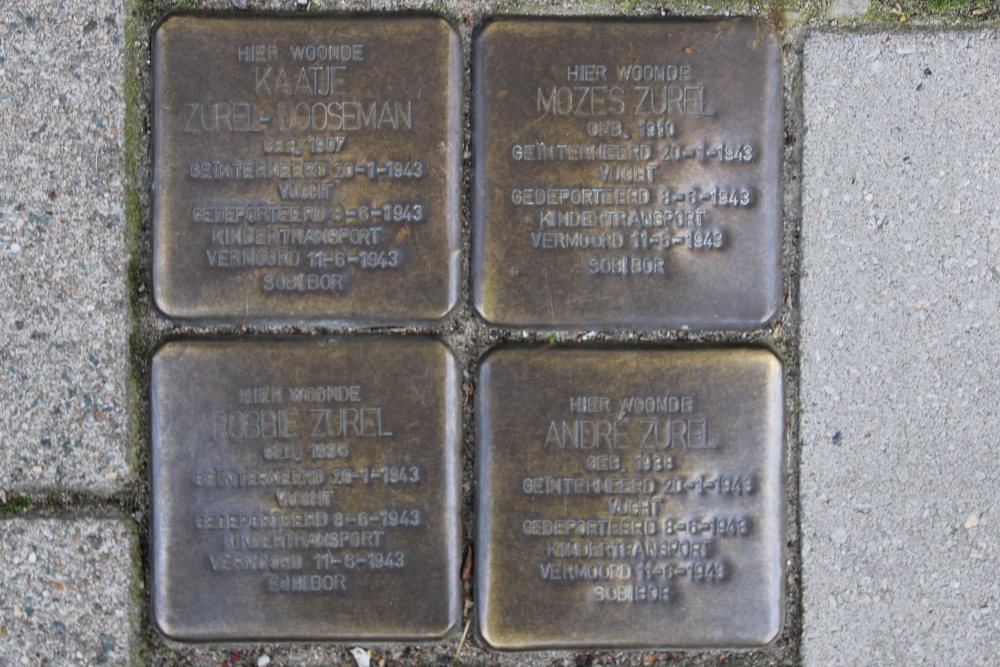 HIER WOONDE
KAATJE
ZUREL-DOOSEMAN
GEB. 1907
GEÏNTERNEERD 20-1-1943
VUGHT
GEDEPORTEERD 8-6-1943
KINDERTRANSPORT
VERMOORD 11-6-1943
SOBIBOR
HIER WOONDE
MOZES ZUREL
GEB. 1910
GEÏNTERNEERD 20-1-1943
VUGHT
GEDEPORTEERD 8-6-1943
KINDERTRANSPORT
VERMOORD 11-6-1943
SOBIBOR
HIER WOONDE
ROBBIE ZUREL
GEB.
GEÏNTERNEERD 20-1-1943
VUGHT
GEDEPORTEERD 8-6-1943
KINDERTRANSPORT
VERMOORD 11-6-1943
SOBIBOR
HIER WOONDE
ANDRÉ ZUREL
GEB. 1938
GEÏNTERNEERD 20-1-1943
VUGHT
GEDEPORTEERD 8-6-1943
KINDERTRANSPORT
VERMOORD 11-6-1943
SOBIBOR